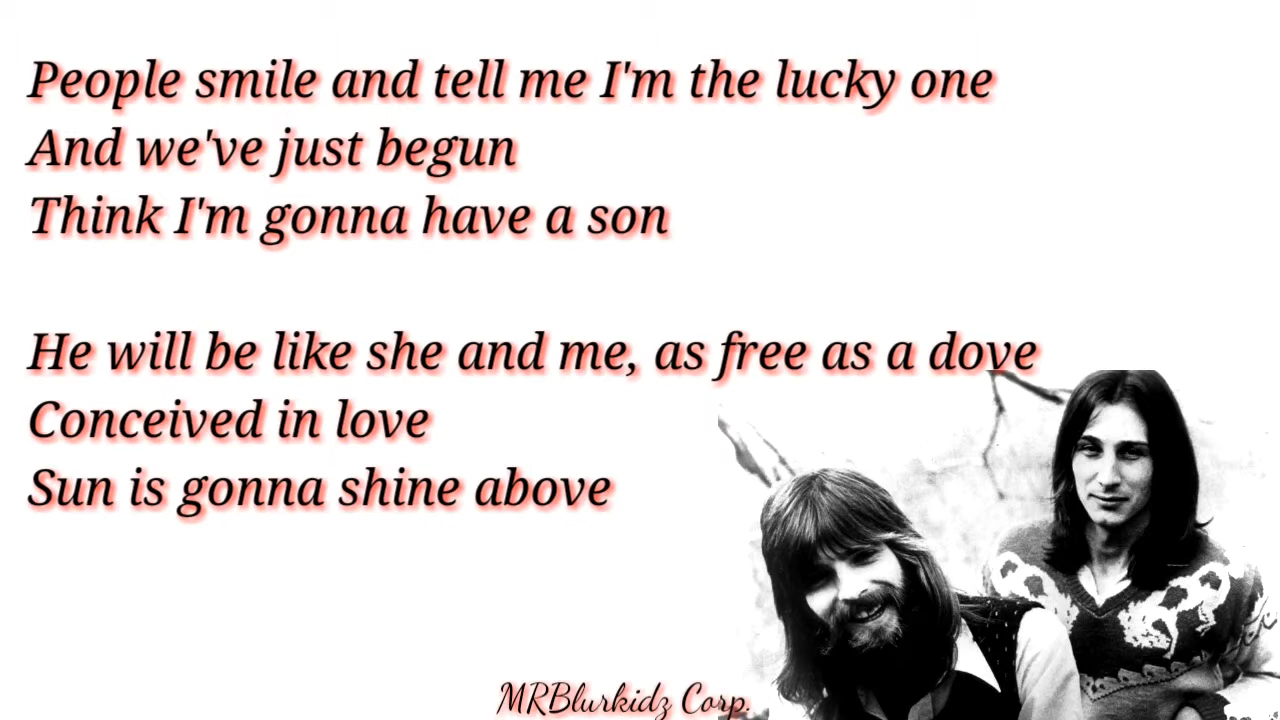 People smile and tell me I'm the lucky one
And we've just begun
Think I'm gonna have a son
He will be like she and me, as free as a dove
Conceived in love
Sun is gonna shine above
MRBlurkidz Corp.